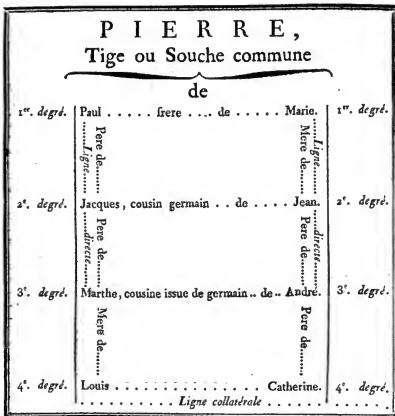 PIERRE,
Tige ou Souche commune
de
1er. degré. Paul ..... frere .... de ..... Marie. 1er. degré.
Pere de......
Ligne......
Mere de......
Ligne......
2e. degré. Jacques, cousin germain .. de .... Jean. 2e. degré.
Pere de......
directe......
Pere de......
directe......
3e. degré. Marthe, cousine issue de germain .. de .. André. 3e. degré.
Mere de......
Pere de......
4e. degré. Louis .............. Catherine. 4e. degré.
.......... Ligne collatérale ..........